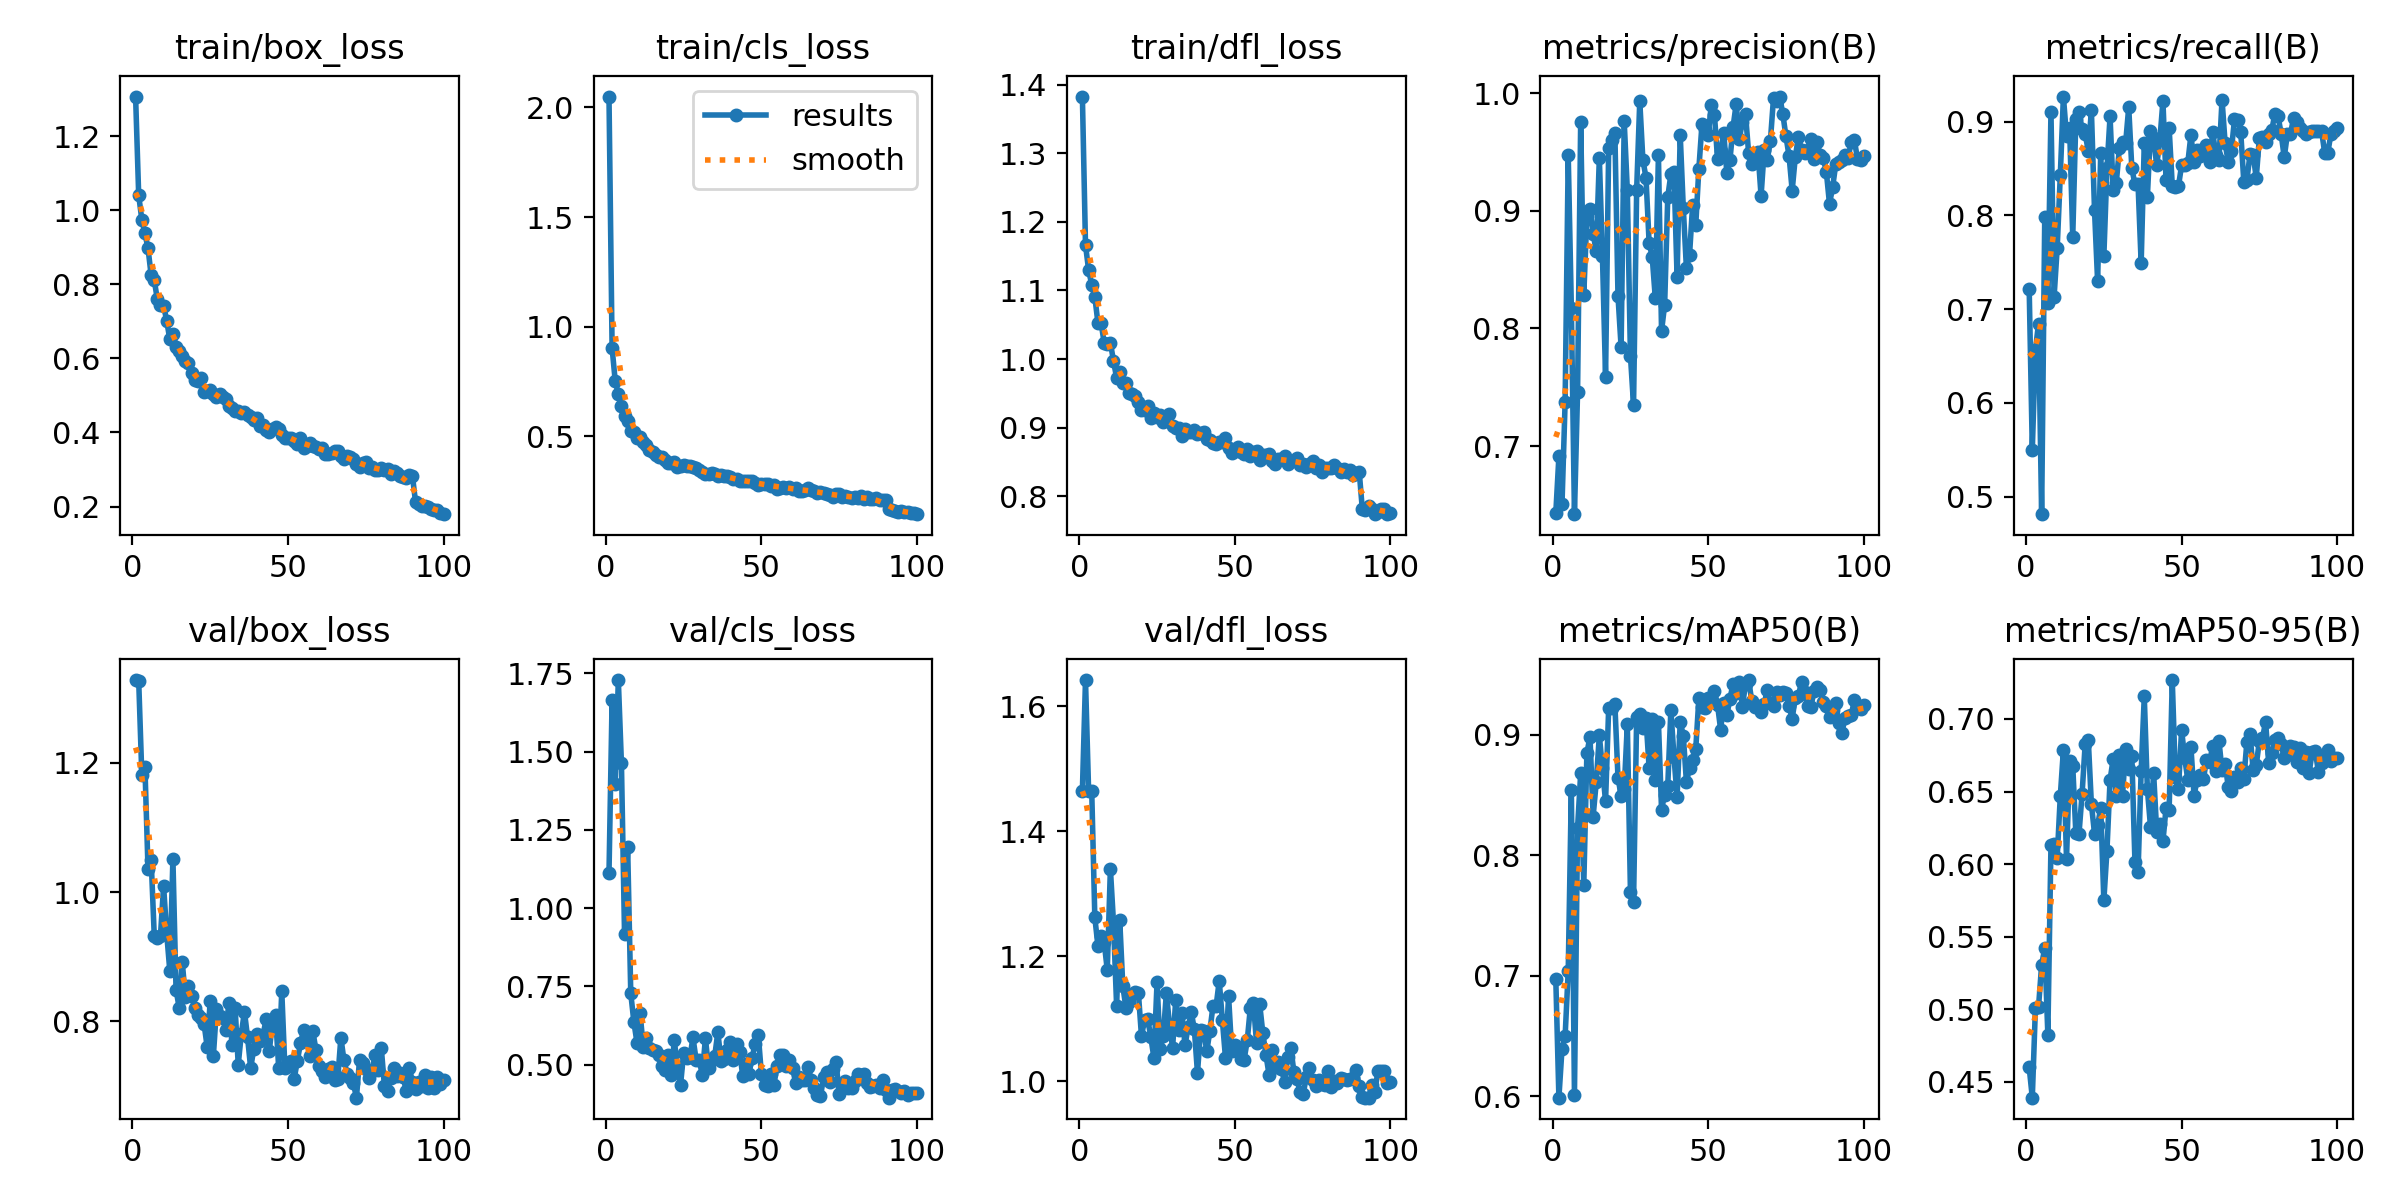 train/box_loss
train/cls_loss
train/dfl_loss
metrics/precision(B)
metrics/recall(B)
1.2
1.0
0.8
0.6
0.4
0.2
0 50 100
2.0
1.5
1.0
0.5
results
smooth
0 50 100
1.4
1.3
1.2
1.1
1.0
0.9
0.8
0 50 100
1.0
0.9
0.8
0.7
0 50 100
0.9
0.8
0.7
0.6
0.5
0 50 100
val/box_loss
val/cls_loss
val/dfl_loss
metrics/mAP50(B)
metrics/mAP50-95(B)
1.2
1.0
0.8
0 50 100
1.75
1.50
1.25
1.00
0.75
0.50
0 50 100
1.6
1.4
1.2
1.0
0 50 100
0.9
0.8
0.7
0.6
0 50 100
0.70
0.65
0.60
0.55
0.50
0.45
0 50 100